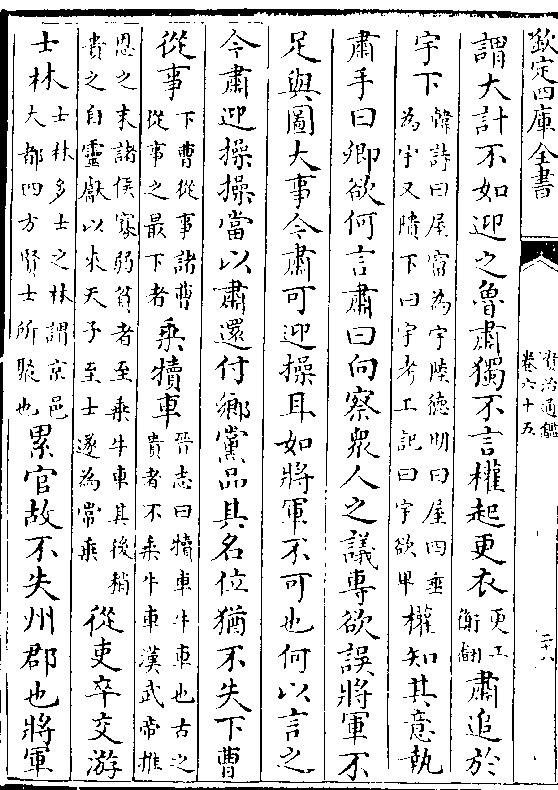 欽定四庫全書
資治通鑑
卷六十五
二十八
謂大計不如迎之魯肅獨不言權起更衣更工衡翻肅追於
宇下韓詩曰屋霤為宇陸德明曰屋四垂為宇又曰下曰宇考工記曰宇欲卑權知其意執
肅手曰卿欲何言肅曰向察衆人之議專欲誤將軍不
足與圖大事今肅可迎操耳如將軍不可也何以言之
今肅迎操操當以肅還付鄉黨品其名位猶不失下曹
從事下曹從事諸曹從事之最下者乘犢車晉志曰犢車牛車也古之貴者不乘牛車漢武帝推
恩之末諸侯寡弱貧者至乘牛車其後稍貴之自靈獻以來天子至士遂為常乘從吏卒交游
士林士林多士之林謂京邑大都四方賢士所聚也累官故不失州郡也將軍